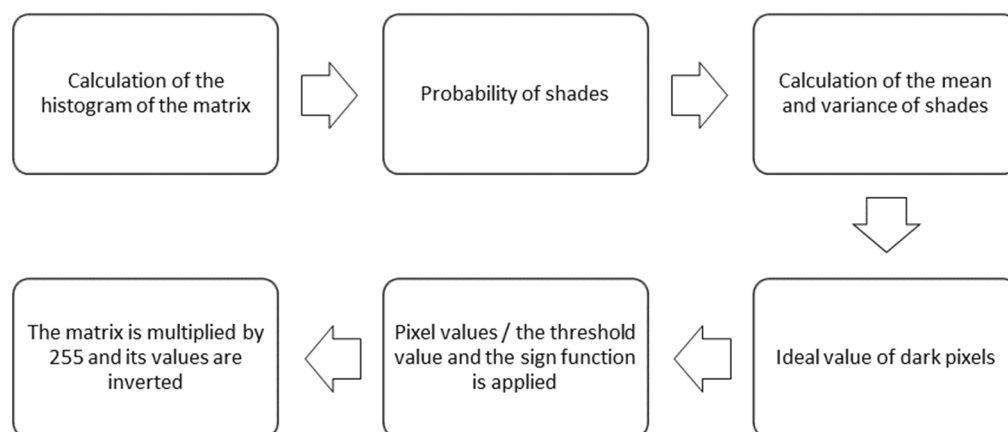 Calculation of the
histogram of the matrix
Probability of shades
Calculation of the mean
and variance of shades
Ideal value of dark pixels
Pixel values / the threshold
value and the sign function
is applied
The matrix is multiplied by
255 and its values are
inverted